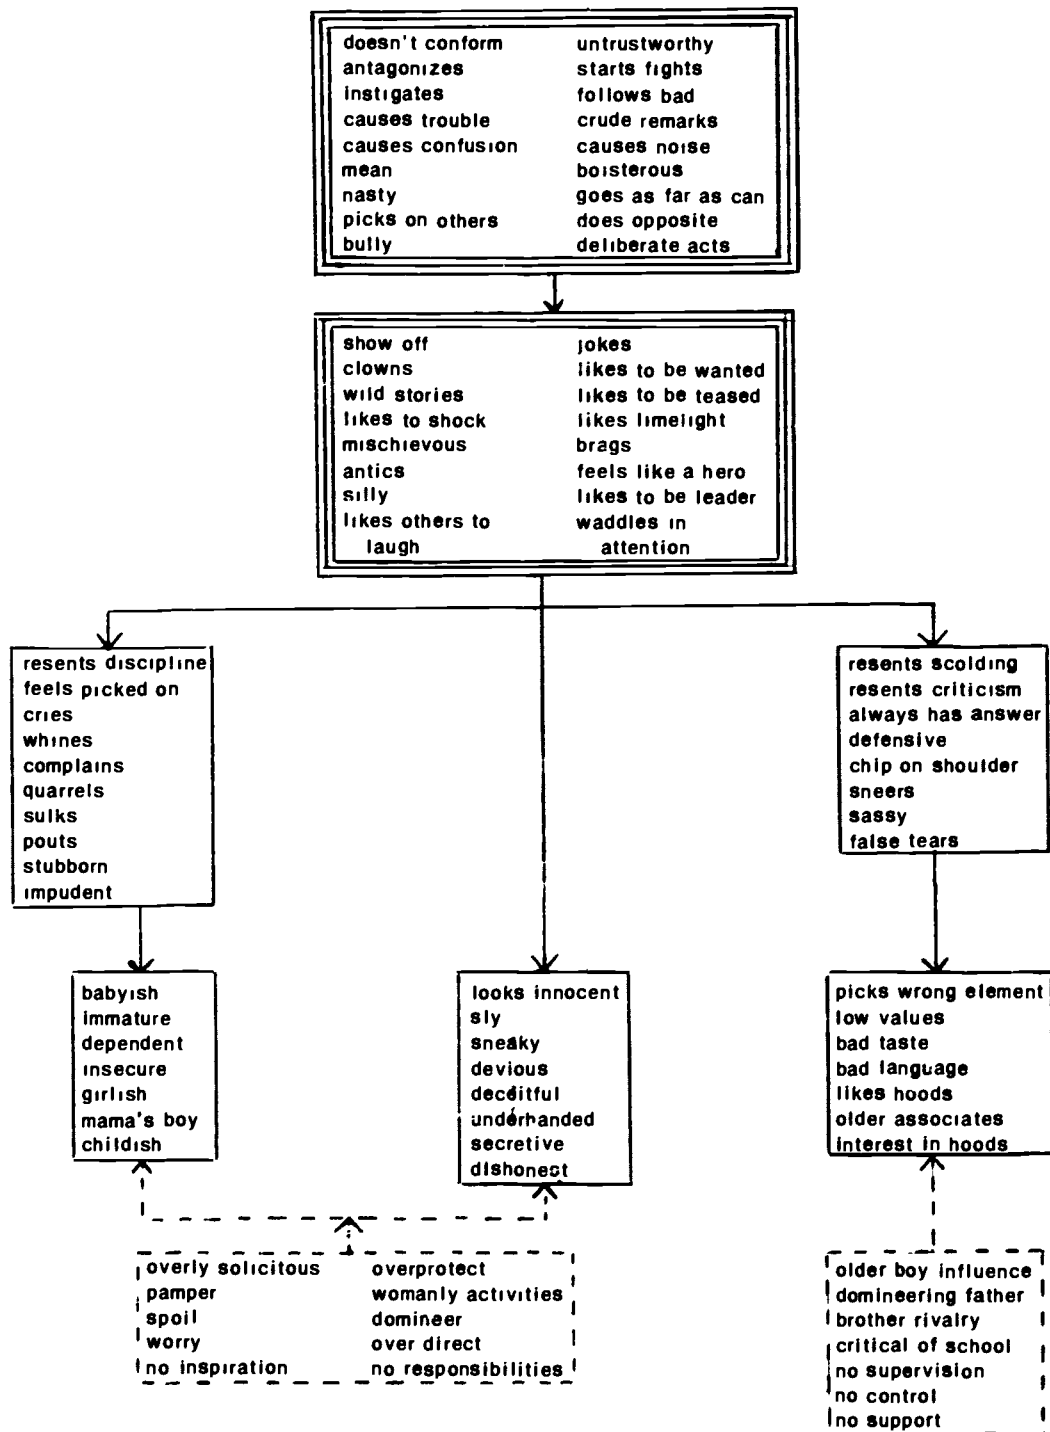 doesn't conform
antagonizes
instigates
causes trouble
causes confusion
mean
nasty
picks on others
bully
untrustworthy
starts fights
follows bad
crude remarks
causes noise
boisterous
goes as far as can
does opposite
deliberate acts
show off
clowns
wild stories
likes to shock
mischievous
antics
silly
likes others to
laugh
jokes
likes to be wanted
likes to be teased
likes limelight
brags
feels like a hero
likes to be leader
waddles in
attention
resents discipline
feels picked on
cries
whines
complains
quarrels
sulks
pouts
stubborn
impudent
resents scolding
resents criticism
always has answer
defensive
chip on shoulder
sneers
sassy
false tears
babyish
immature
dependent
insecure
girlish
mama's boy
childish
looks innocent
sly
sneaky
devious
deceitful
underhanded
secretive
dishonest
picks wrong element
low values
bad taste
bad language
likes hoods
older associates
interest in hoods
overly solicitous
pamper
spoil
worry
no inspiration
overprotect
womanly activities
domineer
over direct
no responsibilities
older boy influence
domineering father
brother rivalry
critical of school
no supervision
no control
no support